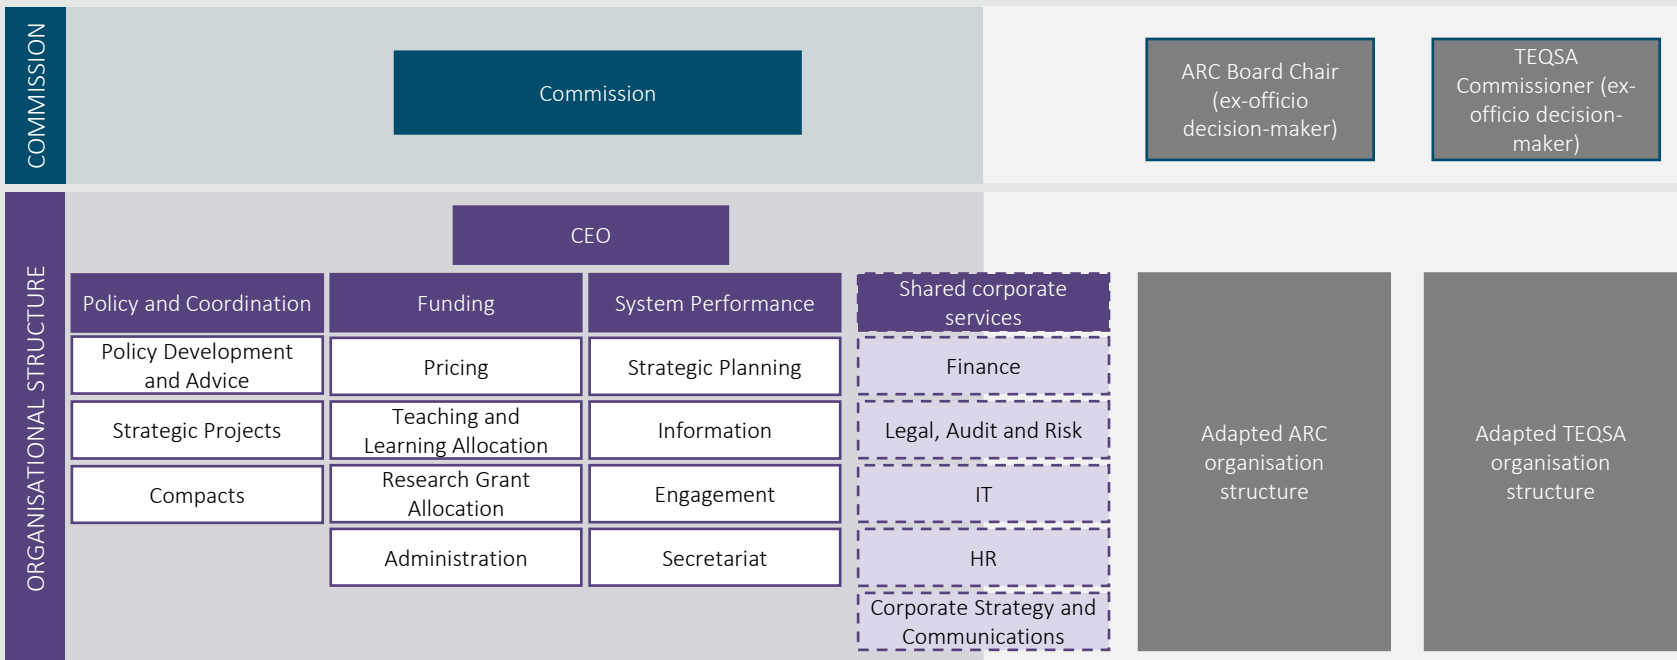 COMMISSION
Commission
ARC Board Chair
(ex-officio
decision-maker)
TEQSA
Commissioner (ex-
officio decision-
maker)
ORGANISATIONAL STRUCTURE
CEO
Policy and Coordination
Policy Development
and Advice
Strategic Projects
Compacts
Funding
Pricing
Teaching and
Learning Allocation
Research Grant
Allocation
Administration
System Performance
Strategic Planning
Information
Engagement
Secretariat
Shared corporate
services
Finance
Legal, Audit and Risk
IT
HR
Corporate Strategy and
Communications
Adapted ARC
organisation
structure
Adapted TEQSA
organisation
structure